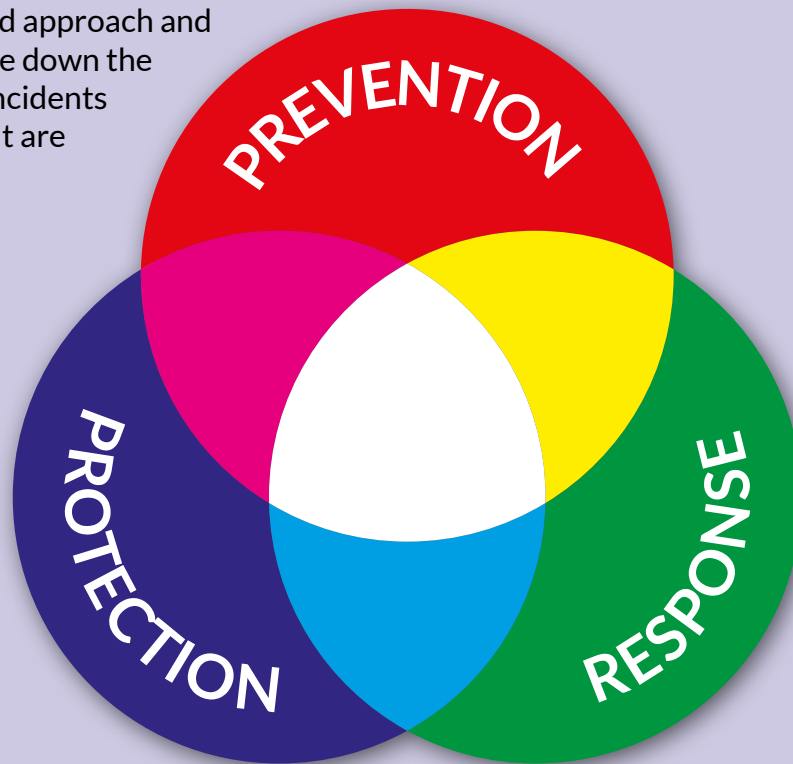 d approach and
e down the
ncidents
t are
PREVENTION
PROTECTION
RESPONSE